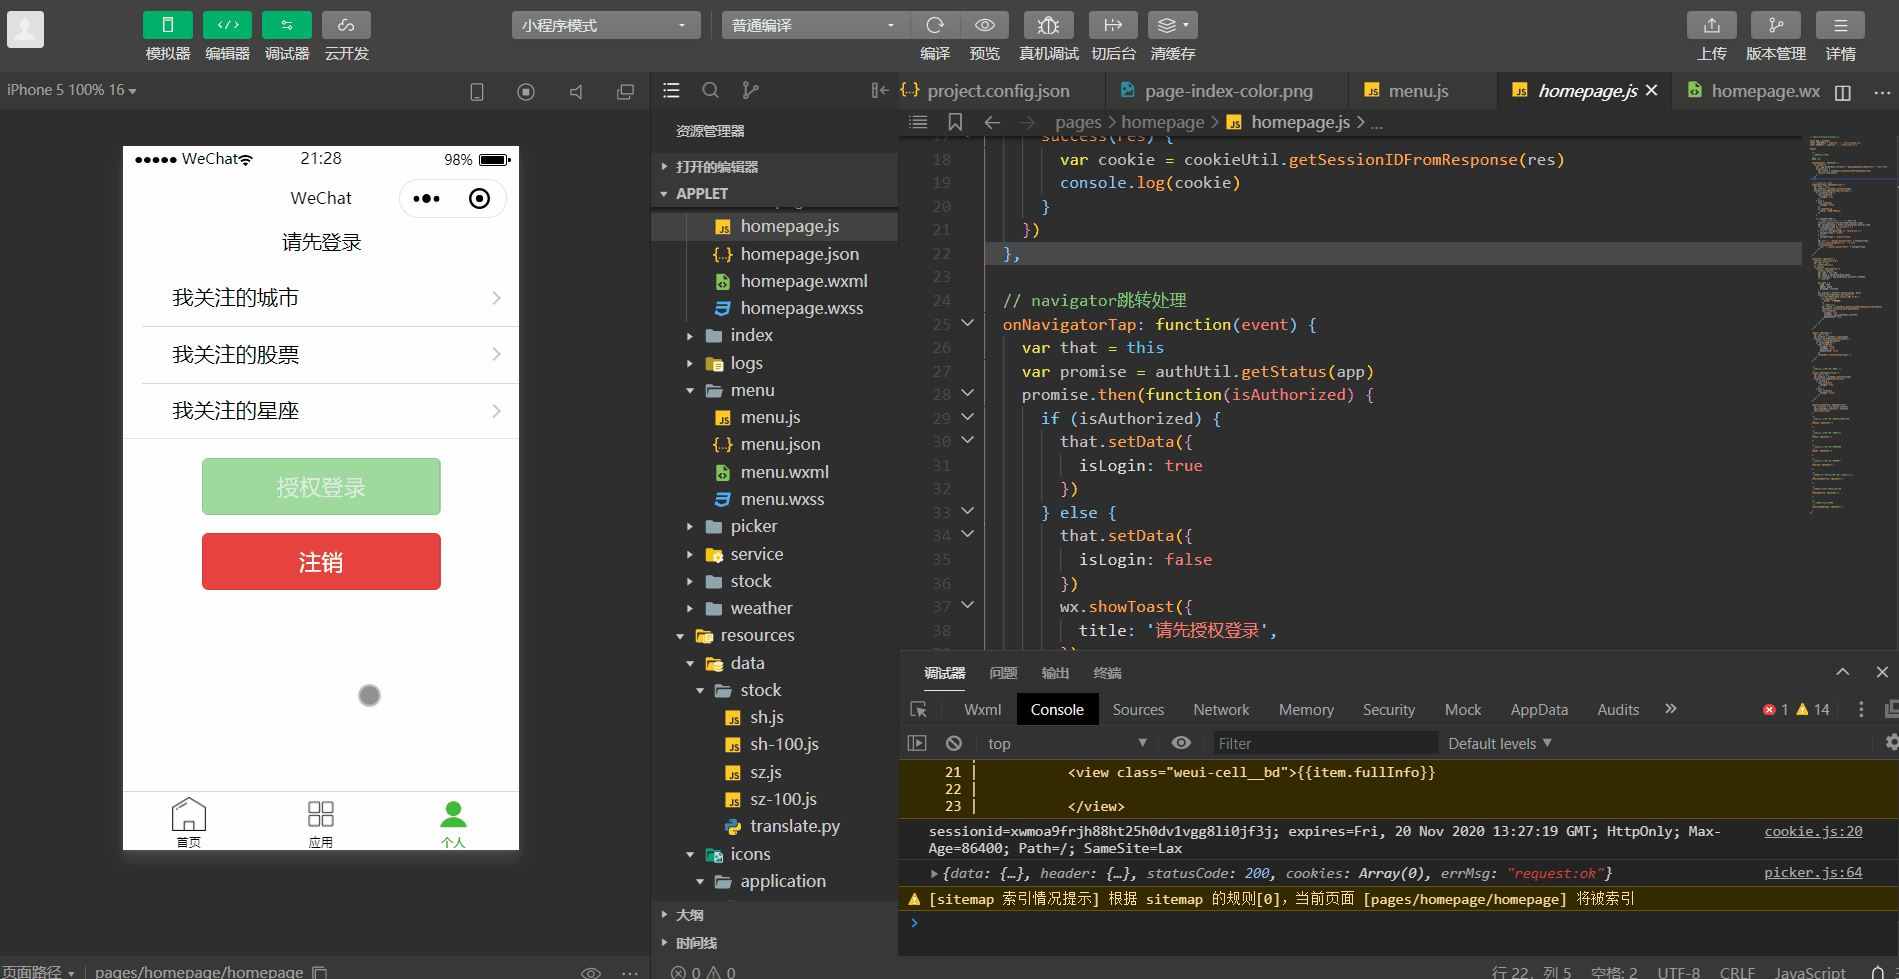 小程序模式
普通编译
模拟器
编辑器
调试器
云开发
编译
预览
真机调试
切后台
清缓存
上传
版本管理
详情
iPhone 5 100% 16
WeChat
21:28
98%
WeChat
请先登录
我关注的城市
我关注的股票
我关注的星座
授权登录
注销
首页
应用
个人
页面路径
pages/homepage/homepage
资源管理器
打开的编辑器
APPLET
homepage.js
homepage.json
homepage.wxml
homepage.wxss
index
logs
menu
menu.js
menu.json
menu.wxml
menu.wxss
picker
service
stock
weather
resources
data
stock
sh.js
sh-100.js
sz.js
sz-100.js
translate.py
icons
application
大纲
时间线
0
0
project.config.json
page-index-color.png
menu.js
homepage.js
homepage.wx
pages > homepage > homepage.js > ...
success(res) {
18 var cookie = cookieUtil.getSessionIDFromResponse(res)
19 console.log(cookie)
20 }
21 })
22 },
23
24 // navigator跳转处理
25 onNavigatorTap: function(event) {
26 var that = this
27 var promise = authUtil.getStatus(app)
28 promise.then(function(isAuthorized) {
29 if (isAuthorized) {
30 that.setData({
31 isLogin: true
32 })
33 } else {
34 that.setData({
35 isLogin: false
36 })
37 wx.showToast({
38 title: '请先授权登录',
调试器
问题
输出
终端
Wxml
Console
Sources
Network
Memory
Security
Mock
AppData
Audits
1
14
top
Filter
Default levels
21 | <view class="weui-cell__bd">{{item.fullInfo}}
22 |
23 | </view>
sessionid=xwmoa9frjh88ht25h0dv1vgg8li0jf3j; expires=Fri, 20 Nov 2020 13:27:19 GMT; HttpOnly; Max-
Age=86400; Path=/; SameSite=Lax
cookie.js:20
{data: {…}, header: {…}, statusCode: 200, cookies: Array(0), errMsg: "request:ok"}
picker.js:64
[sitemap 索引情况提示] 根据 sitemap 的规则[0]，当前页面 [pages/homepage/homepage] 将被索引
行 22，列 5
空格: 2
UTF-8
CRLF
JavaScript